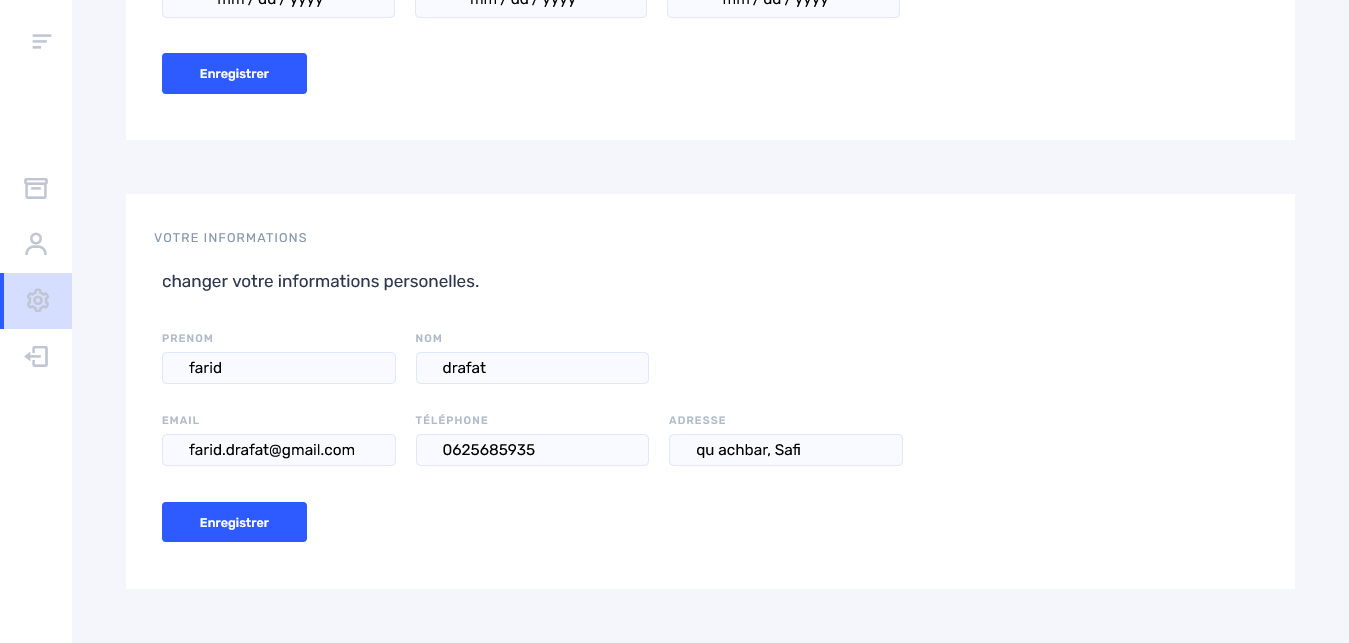 mm / dd / yyyy mm / dd / yyyy mm / dd / yyyy
Enregistrer
VOTRE INFORMATIONS
changer votre informations personelles.
PRENOM NOM
farid drafat
EMAIL TÉLÉPHONE ADRESSE
farid.drafat@gmail.com 0625685935 qu achbar, Safi
Enregistrer